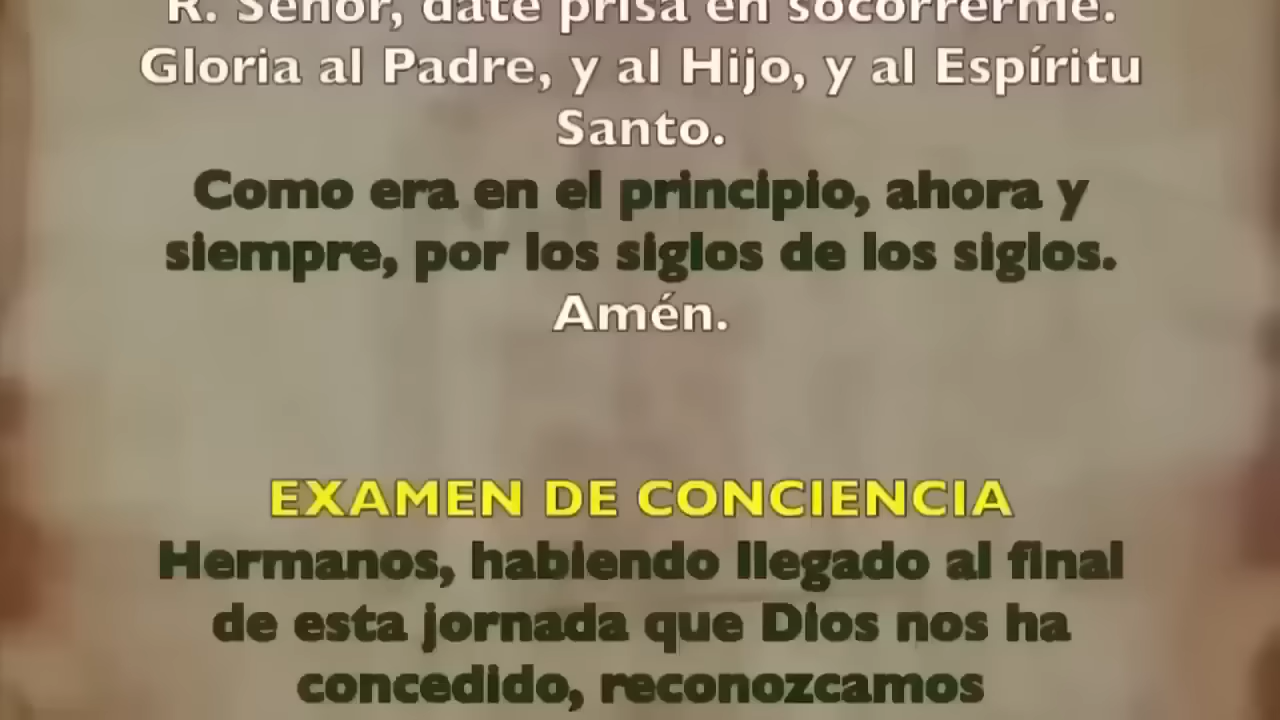 R. Señor, date prisa en socorrerme.
Gloria al Padre, y al Hijo, y al Espíritu
Santo.
Como era en el principio, ahora y
siempre, por los siglos de los siglos.
Amén.
EXAMEN DE CONCIENCIA
Hermanos, habiendo llegado al final
de esta jornada que Dios nos ha
concedido, reconozcamos